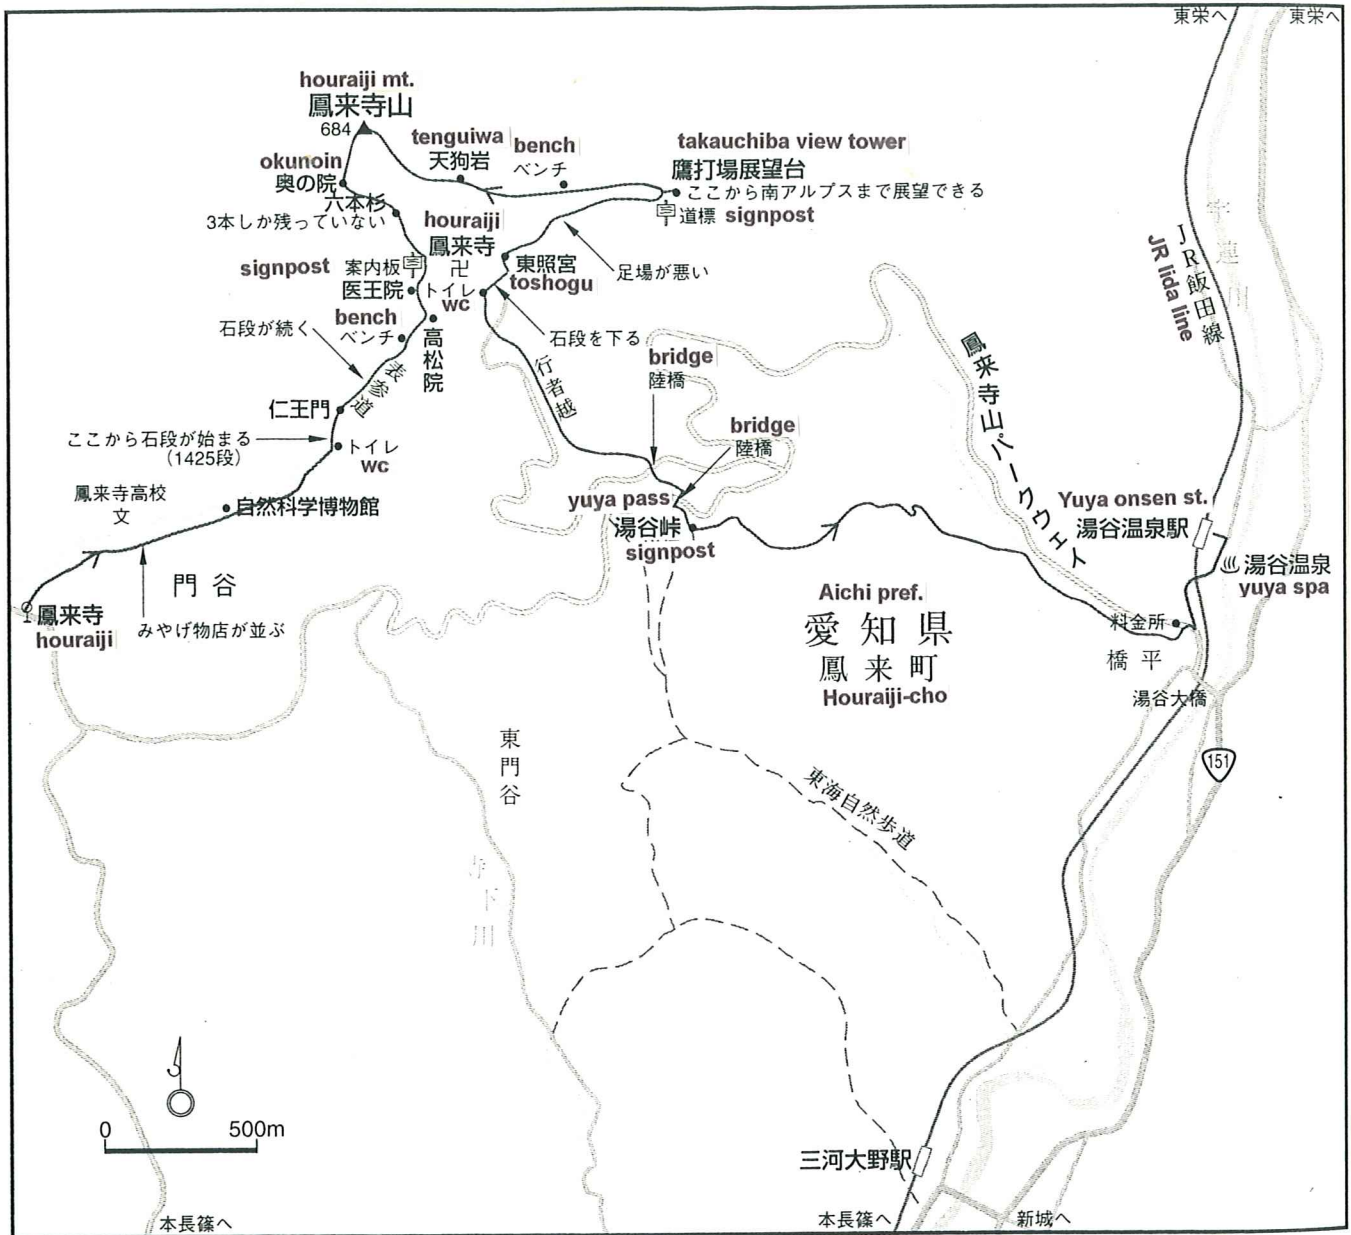 東栄へ
東栄へ
houraiji mt.
鳳来寺山
684
tenguiwa
天狗岩
bench
ベンチ
takauchiba view tower
鷹打場展望台
ここから南アルプスまで展望できる
道標 signpost
okunoin
奥の院
六本杉
3本しか残っていない
houraiji
鳳来寺
卍
東照宮
toshogu
足場が悪い
signpost
案内板
医王院
トイレ
wc
bench
ベンチ
高松院
石段が続く
石段を下る
表参道
行者越
仁王門
ここから石段が始まる
(1425段)
トイレ
wc
鳳来寺高校
文
自然科学博物館
bridge
陸橋
bridge
陸橋
鳳来寺山パークウェイ
宇連川
JR飯田線
JR Iida line
yuya pass
湯谷峠
signpost
Yuya onsen st.
湯谷温泉駅
湯谷温泉
yuya spa
門谷
鳳来寺
houraiji
みやげ物店が並ぶ
Aichi pref.
愛知県
鳳来町
Houraiji-cho
料金所
橋平
湯谷大橋
151
東門谷
東海自然歩道
寺下川
0 500m
三河大野駅
本長篠へ
本長篠へ
新城へ